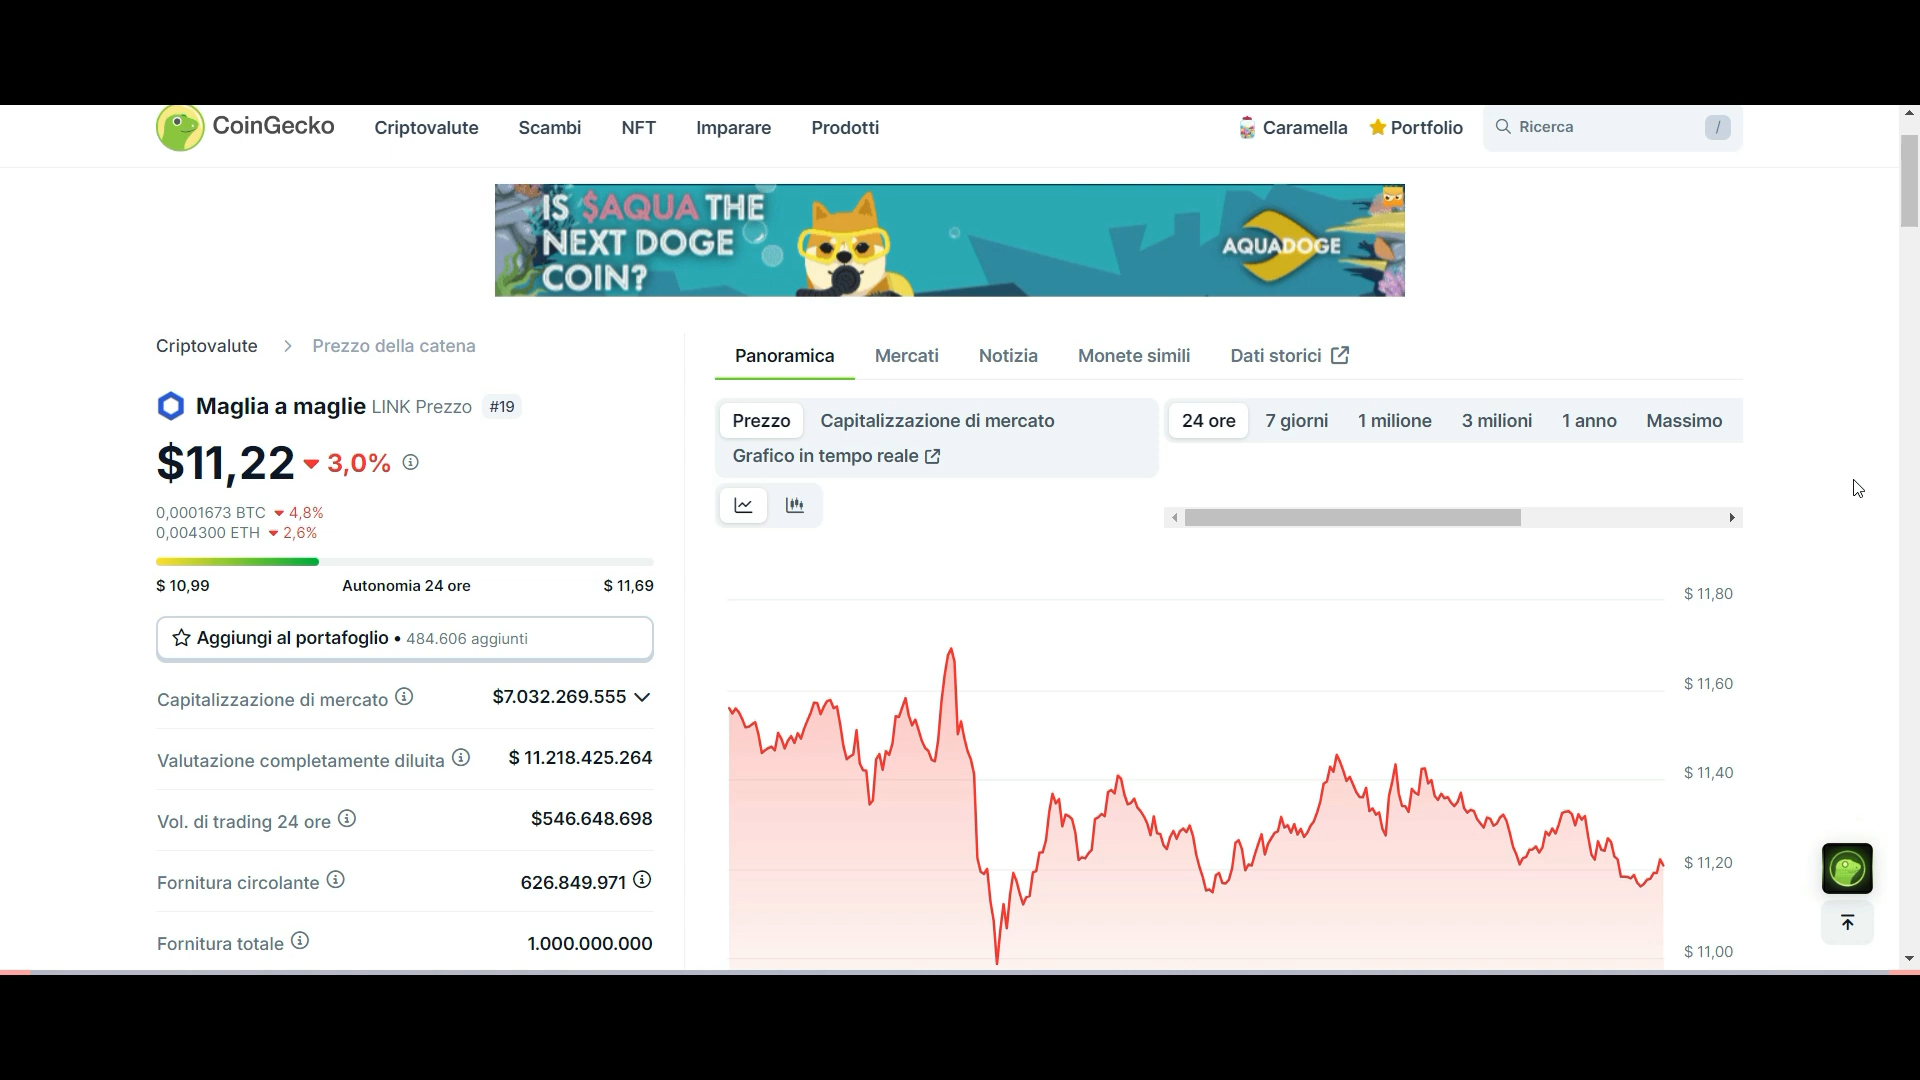 CoinGecko
Criptovalute
Scambi
NFT
Imparare
Prodotti
Caramella
Portfolio
Ricerca
/
IS $AQUA THE
NEXT DOGE
COIN?
AQUADOGE
Criptovalute
Prezzo della catena
Maglia a maglie LINK Prezzo #19
$11,22 3,0%
0,0001673 BTC 4,8%
0,004300 ETH 2,6%
$ 10,99 Autonomia 24 ore $ 11,69
Aggiungi al portafoglio • 484.606 aggiunti
Capitalizzazione di mercato $7.032.269.555
Valutazione completamente diluita $ 11.218.425.264
Vol. di trading 24 ore $546.648.698
Fornitura circolante 626.849.971
Fornitura totale 1.000.000.000
Panoramica
Mercati
Notizia
Monete simili
Dati storici
Prezzo
Capitalizzazione di mercato
Grafico in tempo reale
24 ore
7 giorni
1 milione
3 milioni
1 anno
Massimo
$ 11,80
$ 11,60
$ 11,40
$ 11,20
$ 11,00